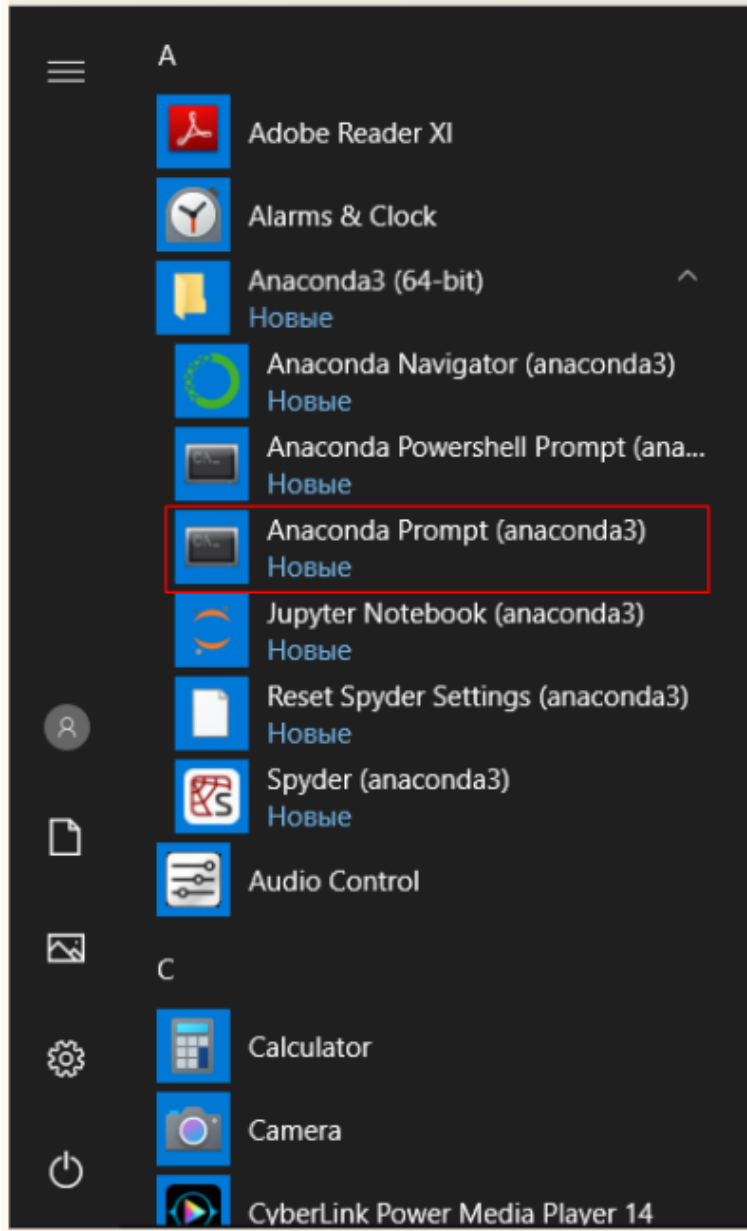 A
Adobe Reader XI
Alarms & Clock
Anaconda3 (64-bit)
Новые
Anaconda Navigator (anaconda3)
Новые
Anaconda Powershell Prompt (ana...
Новые
Anaconda Prompt (anaconda3)
Новые
Jupyter Notebook (anaconda3)
Новые
Reset Spyder Settings (anaconda3)
Новые
Spyder (anaconda3)
Новые
Audio Control
C
Calculator
Camera
CyberLink Power Media Player 14